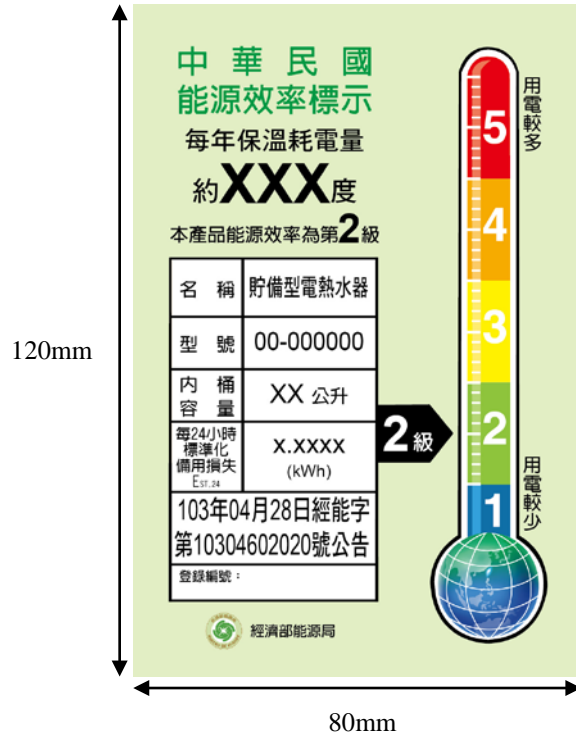 中華民國
能源效率標示
每年保溫耗電量
約XXX度
本產品能源效率為第2級
名稱 貯備型電熱水器
型號 00-000000
內桶容量 XX 公升
每24小時
標準化
備用損失
EST,24
X.XXXX
(kWh)
103年04月28日經能字
第10304602020號公告
登錄編號：
經濟部能源局
2級
用電較多
5
4
3
2
1
用電較少
120mm
80mm